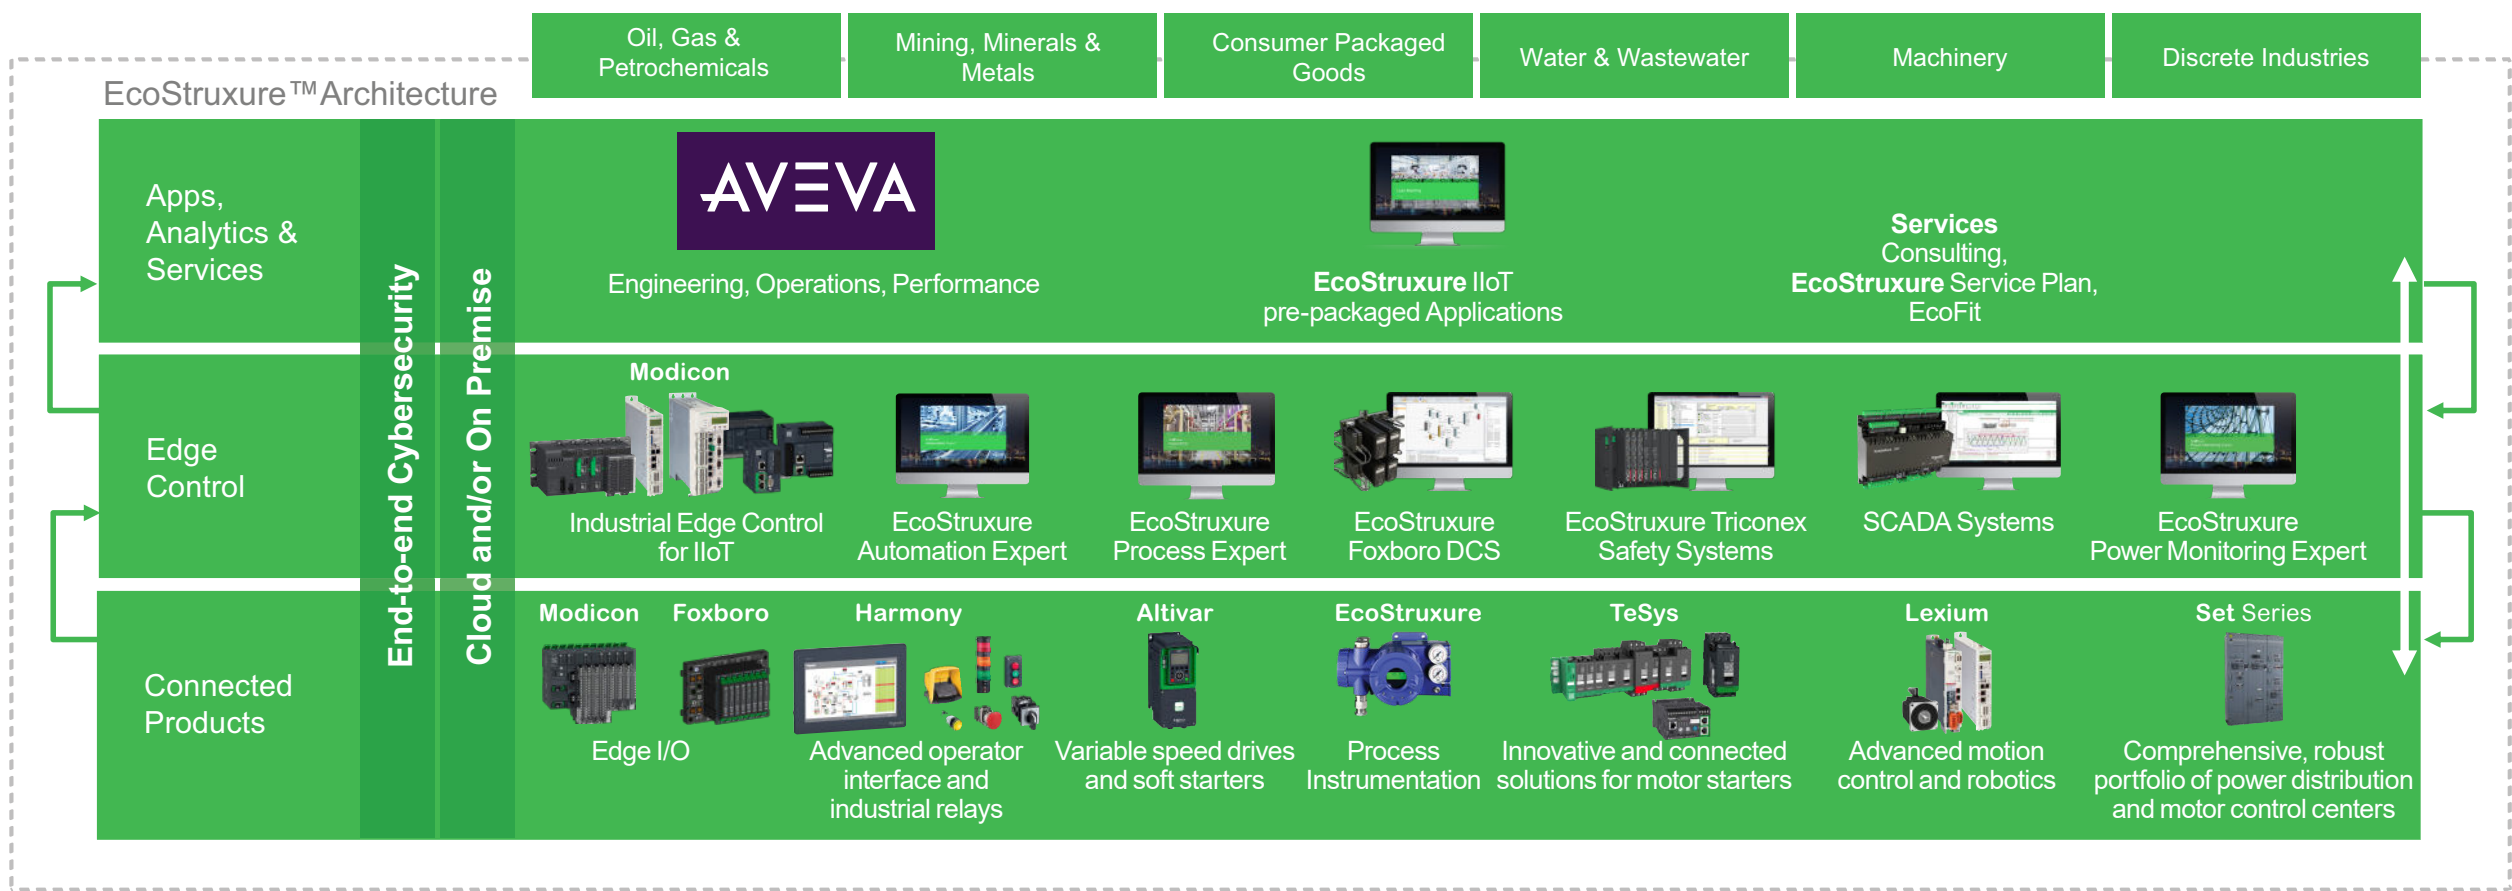 Oil, Gas &
Petrochemicals
Mining, Minerals &
Metals
Consumer Packaged
Goods
Water & Wastewater
Machinery
Discrete Industries
EcoStruxure™ Architecture
Apps,
Analytics &
Services
End-to-end Cybersecurity
Cloud and/or On Premise
AVEVA
Engineering, Operations, Performance
EcoStruxure IIoT
pre-packaged Applications
Services
Consulting,
EcoStruxure Service Plan,
EcoFit
Edge
Control
Modicon
Industrial Edge Control
for IIoT
EcoStruxure
Automation Expert
EcoStruxure
Process Expert
EcoStruxure
Foxboro DCS
EcoStruxure Triconex
Safety Systems
SCADA Systems
EcoStruxure
Power Monitoring Expert
Connected
Products
Modicon
Foxboro
Edge I/O
Harmony
Advanced operator
interface and
industrial relays
Altivar
Variable speed drives
and soft starters
EcoStruxure
Process
Instrumentation
TeSys
Innovative and connected
solutions for motor starters
Lexium
Advanced motion
control and robotics
Set Series
Comprehensive, robust
portfolio of power distribution
and motor control centers